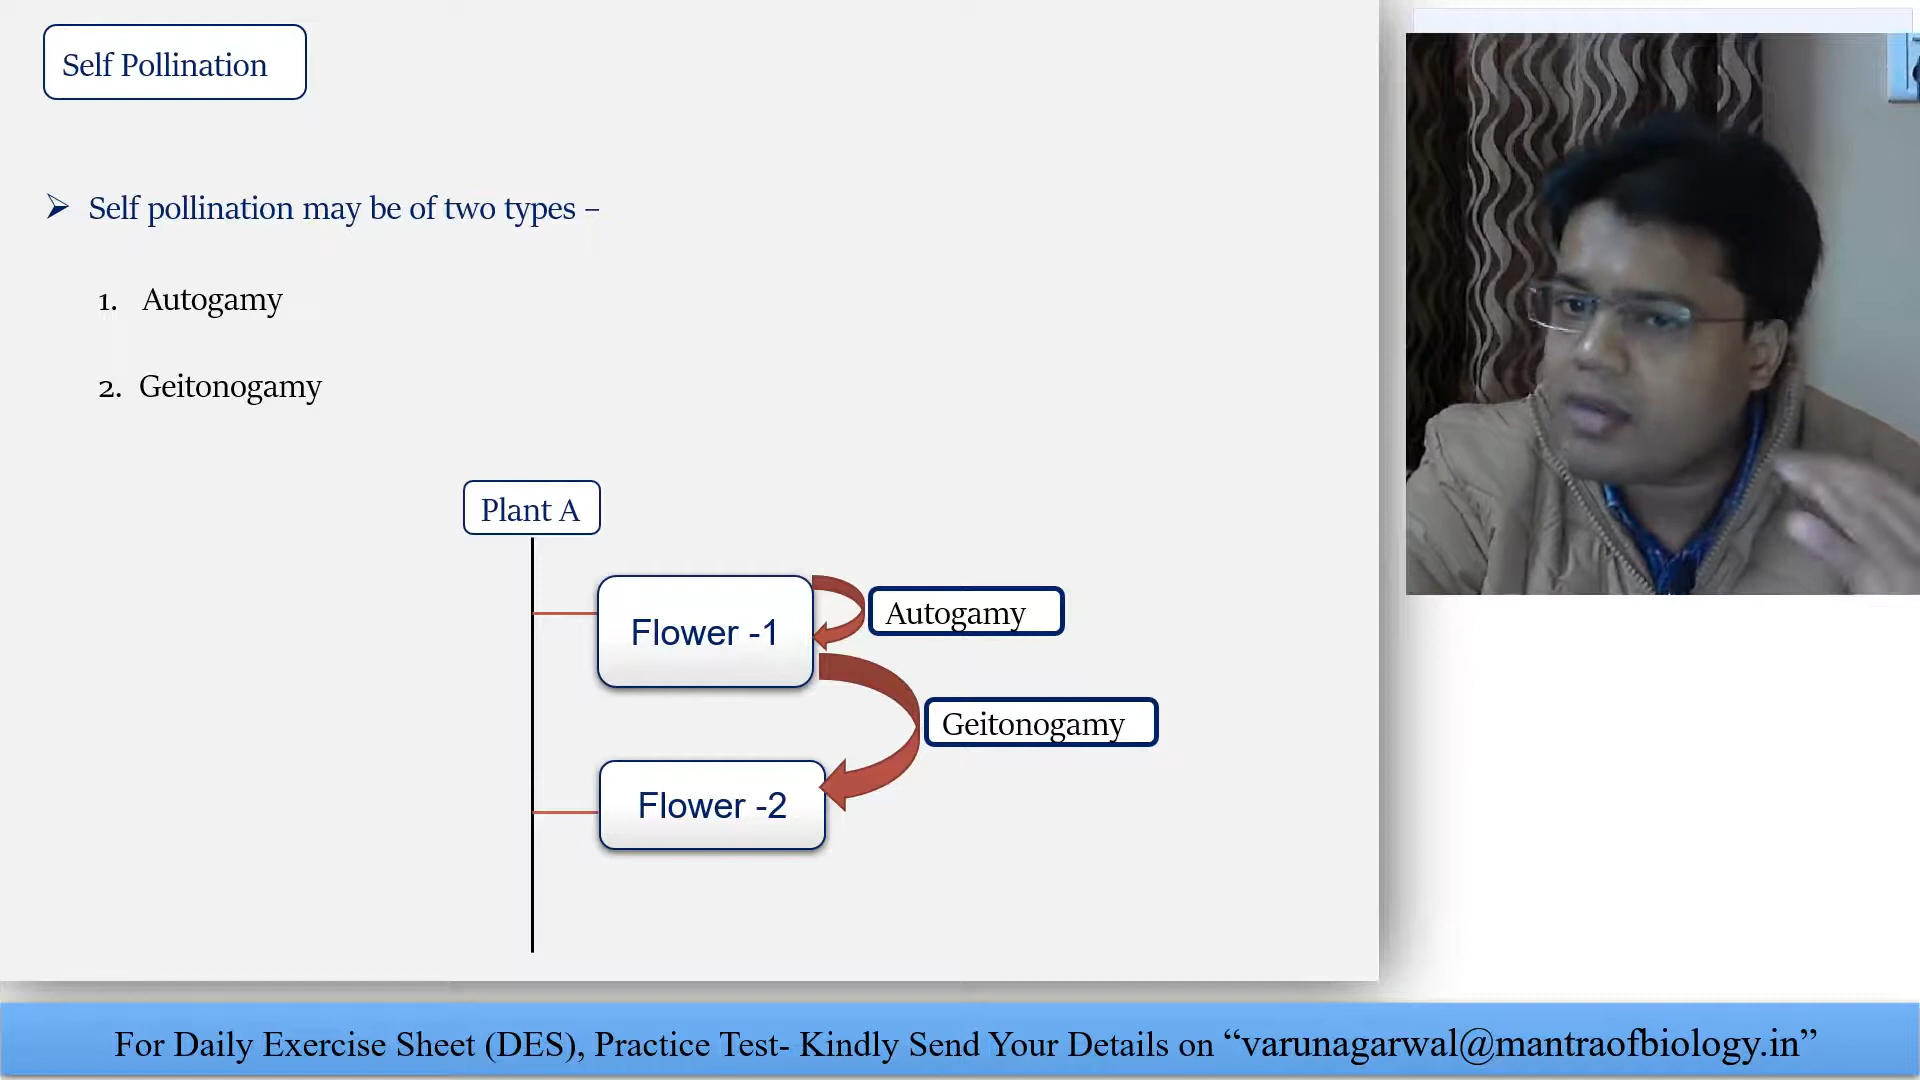 Self Pollination
➢ Self pollination may be of two types –
1. Autogamy
2. Geitonogamy
Plant A
Flower -1
Autogamy
Geitonogamy
Flower -2
For Daily Exercise Sheet (DES), Practice Test- Kindly Send Your Details on “varunagarwal@mantraofbiology.in”